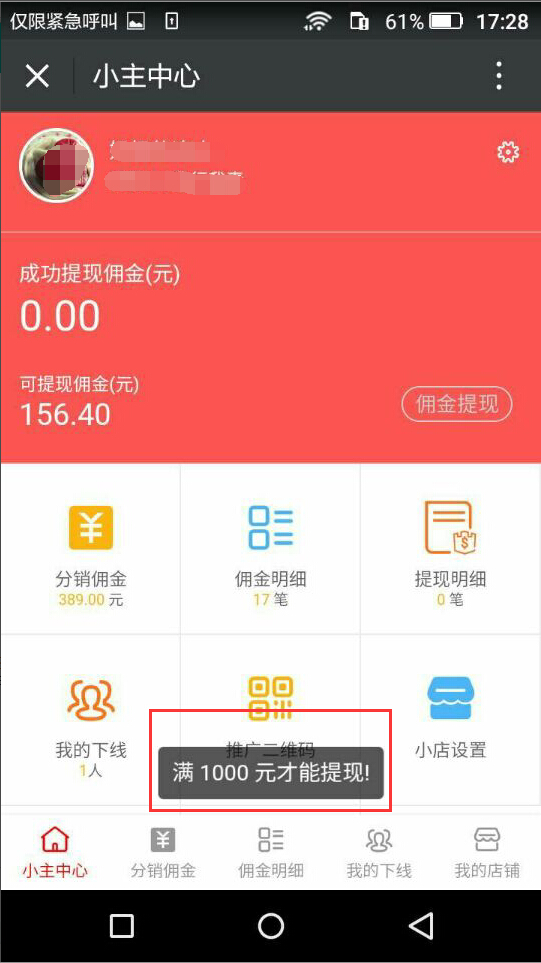 仅限紧急呼叫
61%
17:28
小主中心
成功提现佣金(元)
0.00
可提现佣金(元)
156.40
佣金提现
分销佣金
389.00 元
佣金明细
17 笔
提现明细
0 笔
我的下线
1人
推广二维码
小店设置
满 1000 元才能提现!
小主中心
分销佣金
佣金明细
我的下线
我的店铺